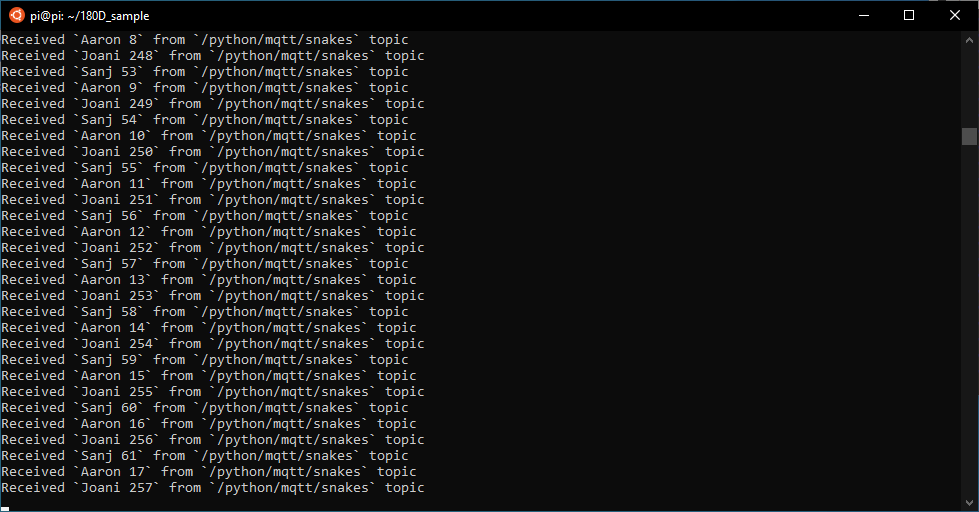 pi@pi: ~/180D_sample
Received `Aaron 8` from `/python/mqtt/snakes` topic
Received `Joani 248` from `/python/mqtt/snakes` topic
Received `Sanj 53` from `/python/mqtt/snakes` topic
Received `Aaron 9` from `/python/mqtt/snakes` topic
Received `Joani 249` from `/python/mqtt/snakes` topic
Received `Sanj 54` from `/python/mqtt/snakes` topic
Received `Aaron 10` from `/python/mqtt/snakes` topic
Received `Joani 250` from `/python/mqtt/snakes` topic
Received `Sanj 55` from `/python/mqtt/snakes` topic
Received `Aaron 11` from `/python/mqtt/snakes` topic
Received `Joani 251` from `/python/mqtt/snakes` topic
Received `Sanj 56` from `/python/mqtt/snakes` topic
Received `Aaron 12` from `/python/mqtt/snakes` topic
Received `Joani 252` from `/python/mqtt/snakes` topic
Received `Sanj 57` from `/python/mqtt/snakes` topic
Received `Aaron 13` from `/python/mqtt/snakes` topic
Received `Joani 253` from `/python/mqtt/snakes` topic
Received `Sanj 58` from `/python/mqtt/snakes` topic
Received `Aaron 14` from `/python/mqtt/snakes` topic
Received `Joani 254` from `/python/mqtt/snakes` topic
Received `Sanj 59` from `/python/mqtt/snakes` topic
Received `Aaron 15` from `/python/mqtt/snakes` topic
Received `Joani 255` from `/python/mqtt/snakes` topic
Received `Sanj 60` from `/python/mqtt/snakes` topic
Received `Aaron 16` from `/python/mqtt/snakes` topic
Received `Joani 256` from `/python/mqtt/snakes` topic
Received `Sanj 61` from `/python/mqtt/snakes` topic
Received `Aaron 17` from `/python/mqtt/snakes` topic
Received `Joani 257` from `/python/mqtt/snakes` topic